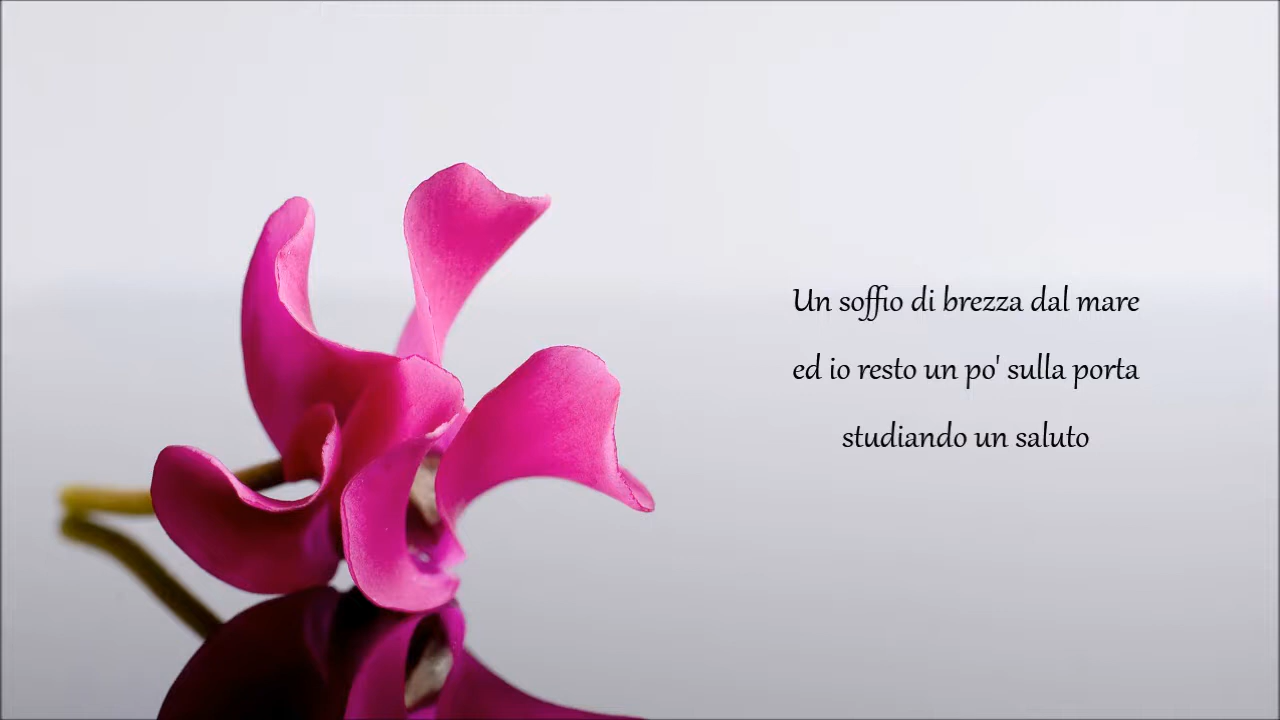 Un soffio di brezza dal mare
ed io resto un po' sulla porta
studiando un saluto